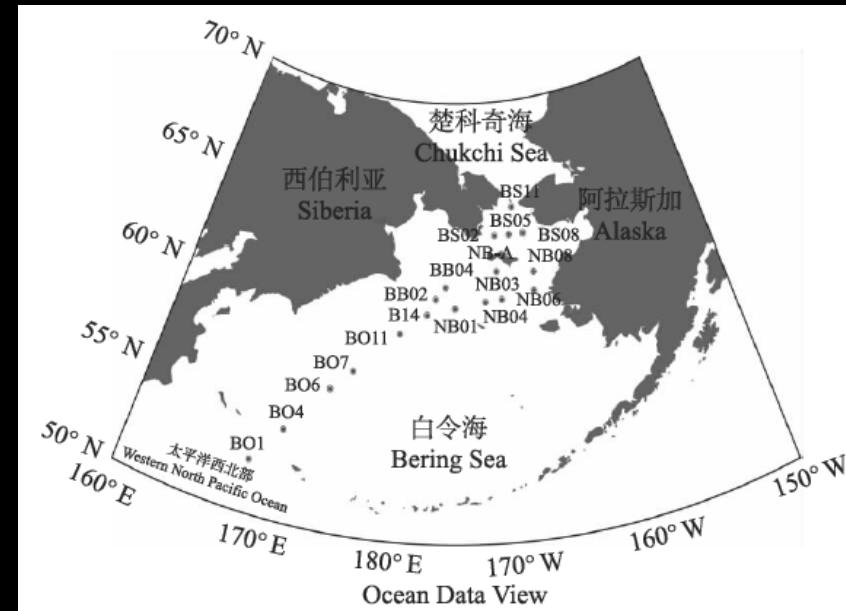 70° N
楚科奇海
Chukchi Sea
65° N
西伯利亚
Siberia
BS11
阿拉斯加
Alaska
BS02
BS05
BS08
60° N
NB-A
NB08
BB04
NB03
BB02
NB06
B14
NB01
NB04
BO11
55° N
BO7
BO6
BO4
白令海
Bering Sea
BO1
50° N
太平洋西北部
Western North Pacific Ocean
160° E
150° W
170° E
160° W
180° E
170° W
Ocean Data View